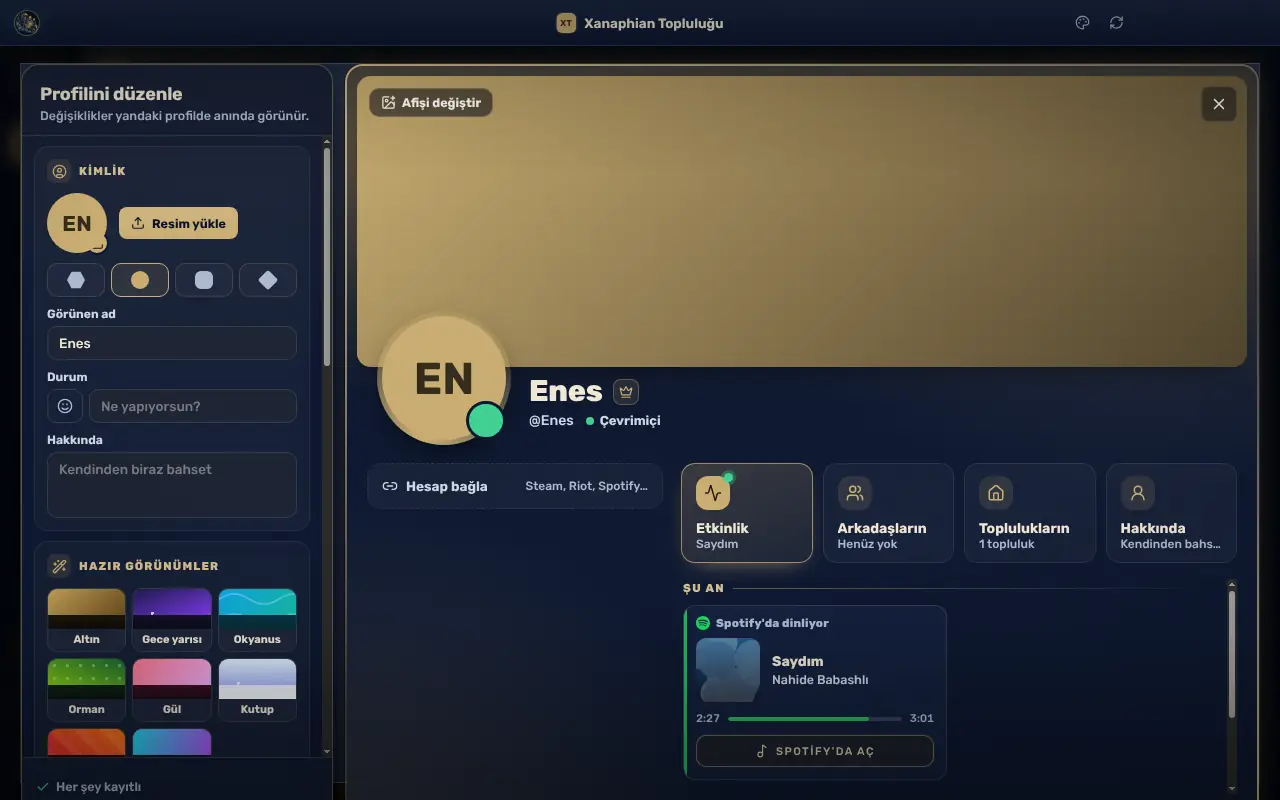 XT Xanaphian Topluluğu
Profilini düzenle
Değişiklikler yandaki profilde anında görünür.
KİMLİK
EN
Resim yükle
Görünen ad
Enes
Durum
Ne yapıyorsun?
Hakkında
Kendinden biraz bahset
HAZIR GÖRÜNÜMLER
Altın
Gece yarısı
Okyanus
Orman
Gül
Kutup
Her şey kayıtlı
Afişi değiştir
EN
Enes
@Enes
Çevrimiçi
Hesap bağla
Steam, Riot, Spotify...
Etkinlik
Saydım
Arkadaşların
Henüz yok
Toplulukların
1 topluluk
Hakkında
Kendinden bahs...
ŞU AN
Spotify'da dinliyor
Saydım
Nahide Babashlı
2:27
3:01
SPOTİFY'DA AÇ